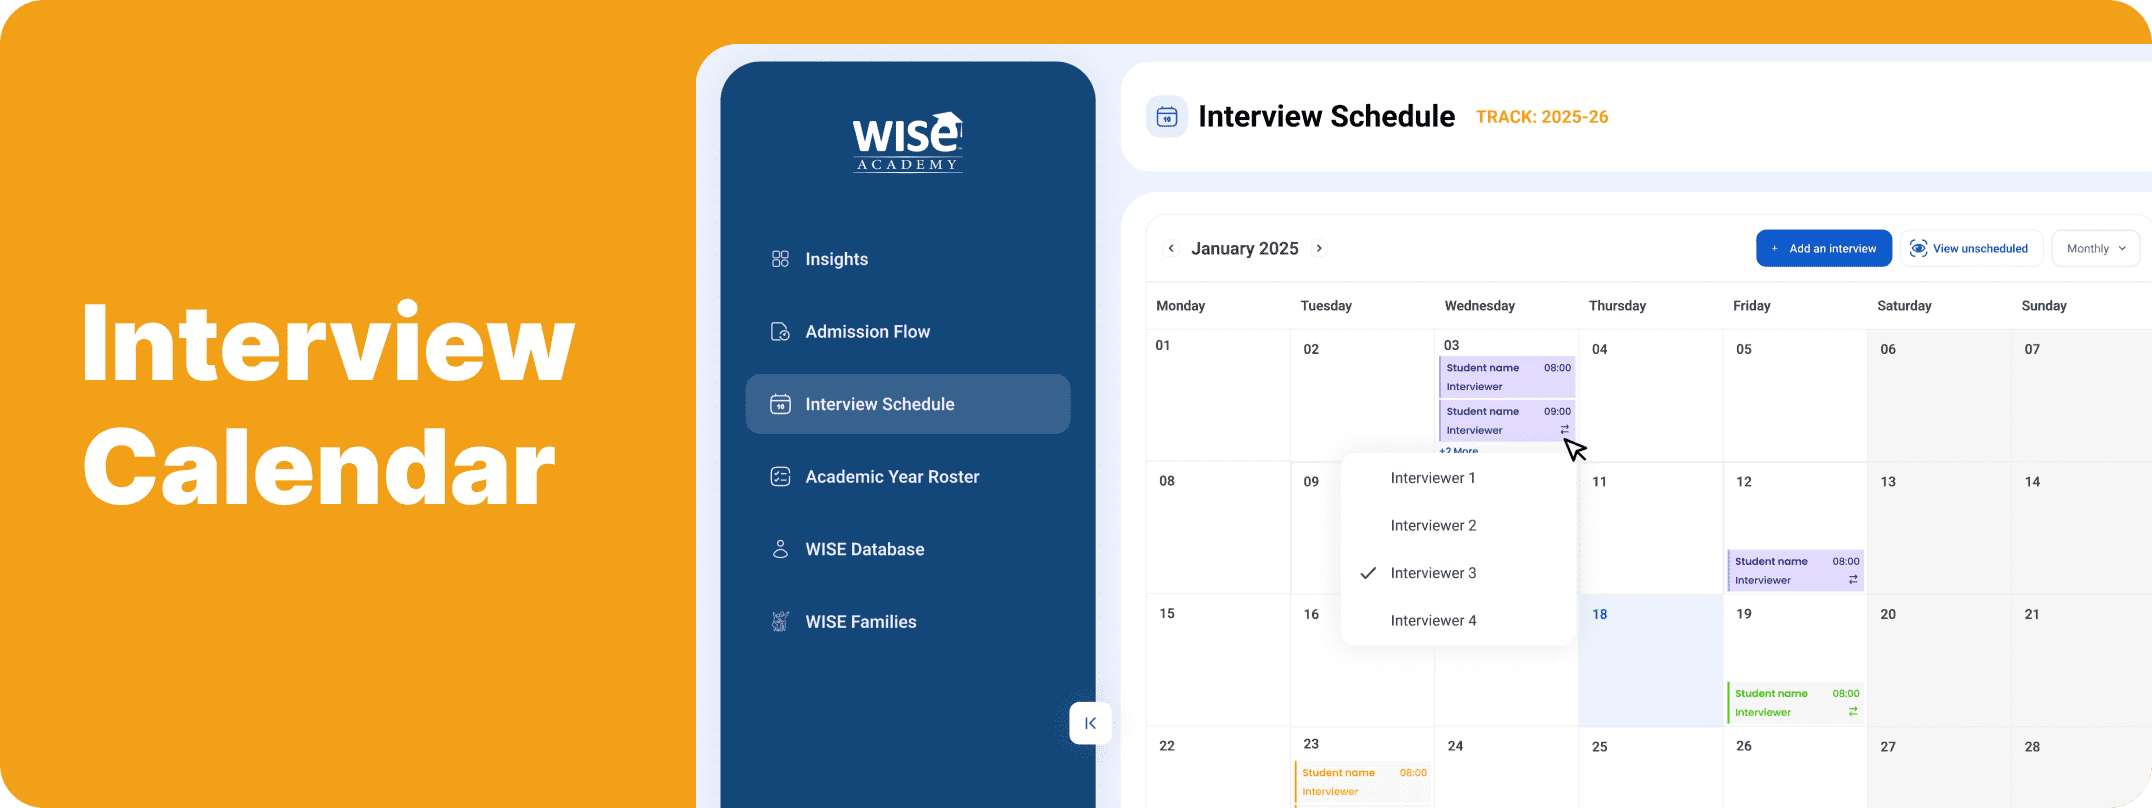 Interview
Calendar
WISE
ACADEMY
Insights
Admission Flow
10 Interview Schedule
Academic Year Roster
WISE Database
WISE Families
10 Interview Schedule TRACK: 2025-26
January 2025
+ Add an interview
View unscheduled
Monthly
Monday Tuesday Wednesday Thursday Friday Saturday Sunday
01 02 03 04 05 06 07
Student name 08:00
Interviewer
Student name 09:00
Interviewer
+2 More
Interviewer 1
Interviewer 2
Interviewer 3
Interviewer 4
08 09 11 12 13 14
Student name 08:00
Interviewer
15 16 18 19 20 21
Student name 08:00
Interviewer
22 23 24 25 26 27 28
Student name 08:00
Interviewer